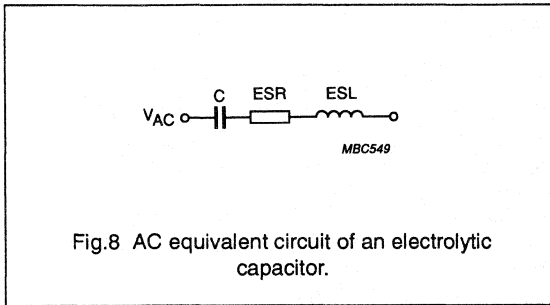 C ESR ESL
VAC
MBC549
Fig.8 AC equivalent circuit of an electrolytic
capacitor.